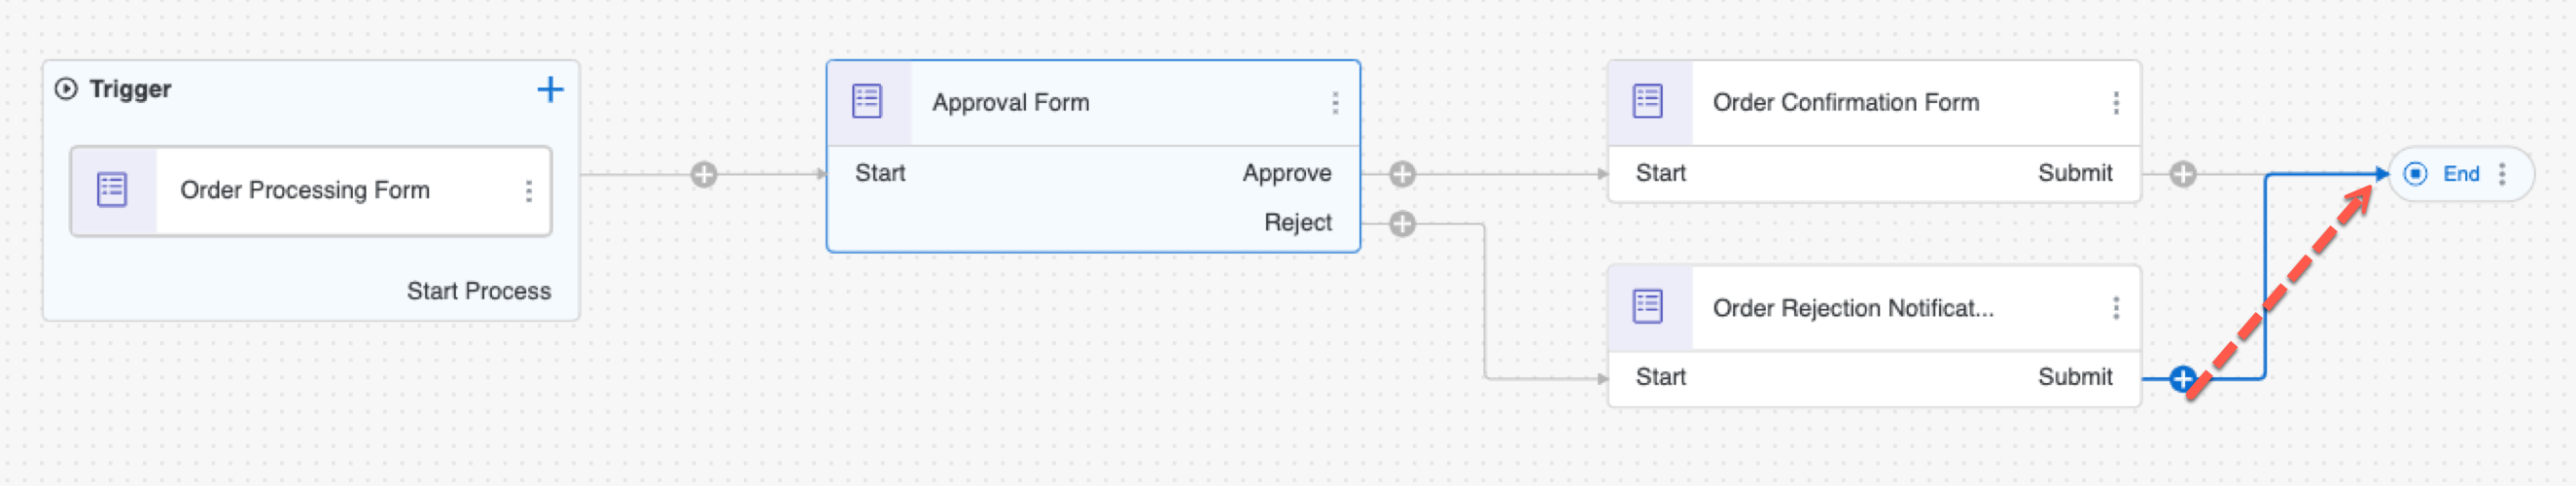 Trigger
Order Processing Form
Start Process
Approval Form
Start
Approve
Reject
Order Confirmation Form
Start
Submit
Order Rejection Notificat...
Start
Submit
End